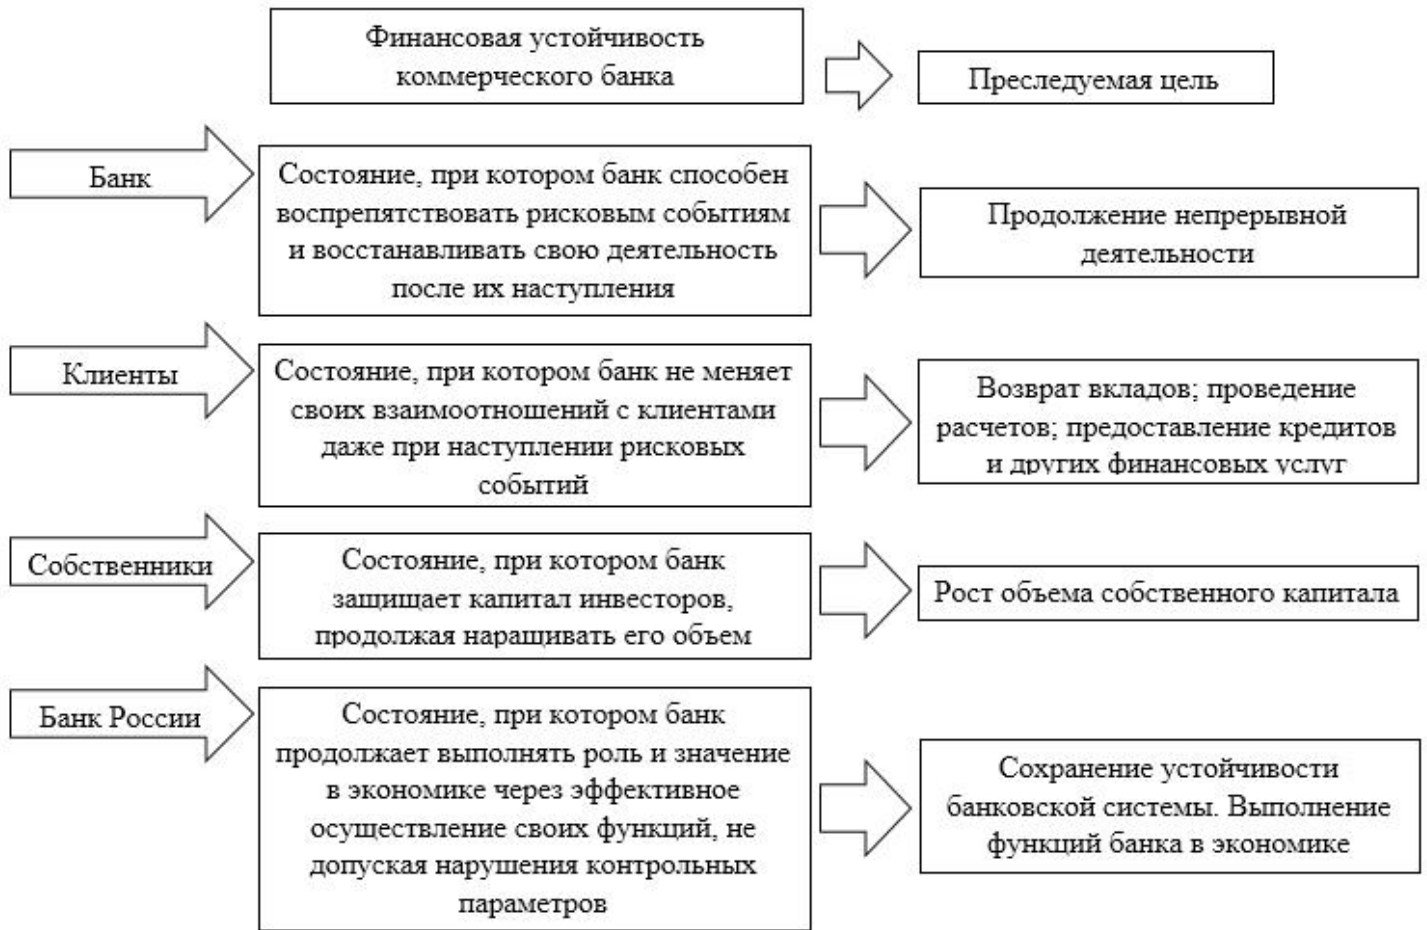 Финансовая устойчивость
коммерческого банка
Преследуемая цель
Банк
Состояние, при котором банк способен
воспрепятствовать рисковым событиям
и восстанавливать свою деятельность
после их наступления
Продолжение непрерывной
деятельности
Клиенты
Состояние, при котором банк не меняет
своих взаимоотношений с клиентами
даже при наступлении рисковых
событий
Возврат вкладов; проведение
расчетов; предоставление кредитов
и других финансовых услуг
Собственники
Состояние, при котором банк
защищает капитал инвесторов,
продолжая наращивать его объем
Рост объема собственного капитала
Банк России
Состояние, при котором банк
продолжает выполнять роль и значение
в экономике через эффективное
осуществление своих функций, не
допуская нарушения контрольных
параметров
Сохранение устойчивости
банковской системы. Выполнение
функций банка в экономике